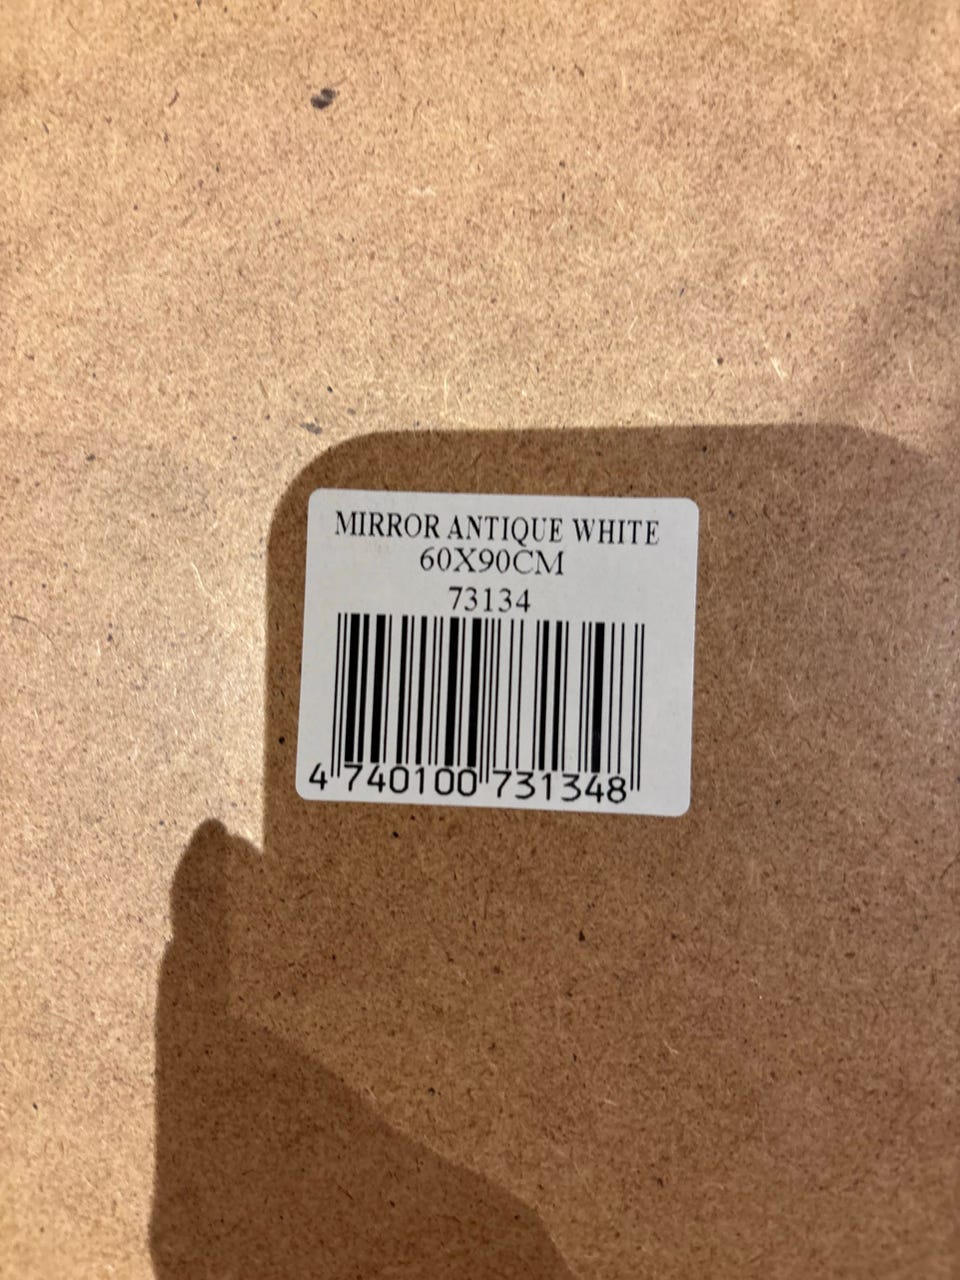 MIRROR ANTIQUE WHITE
60X90CM
73134
4 740100 731348